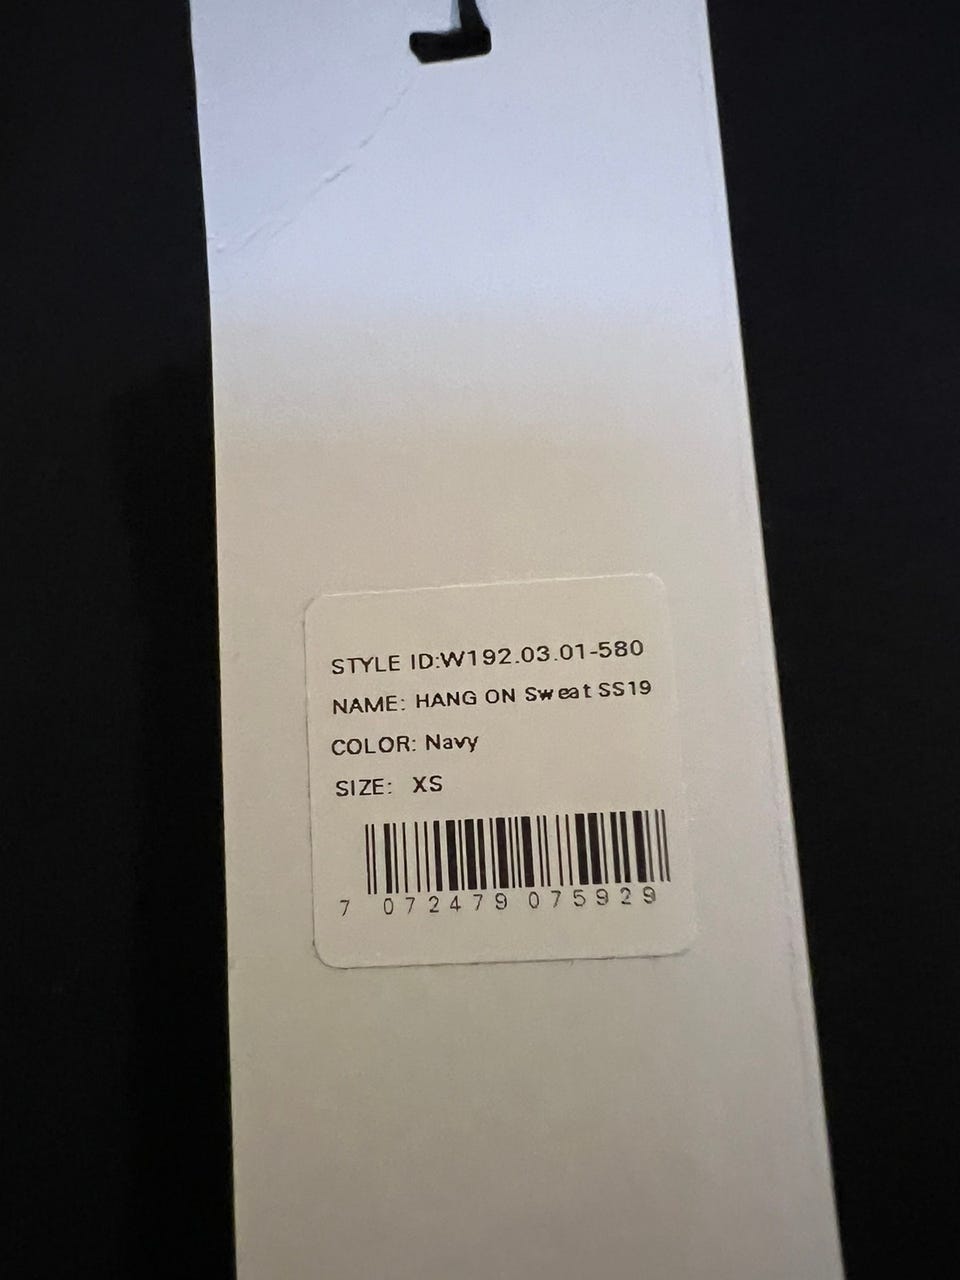 STYLE ID:W192.03.01-580
NAME: HANG ON Sweat SS19
COLOR: Navy
SIZE: XS
7 072479 075929